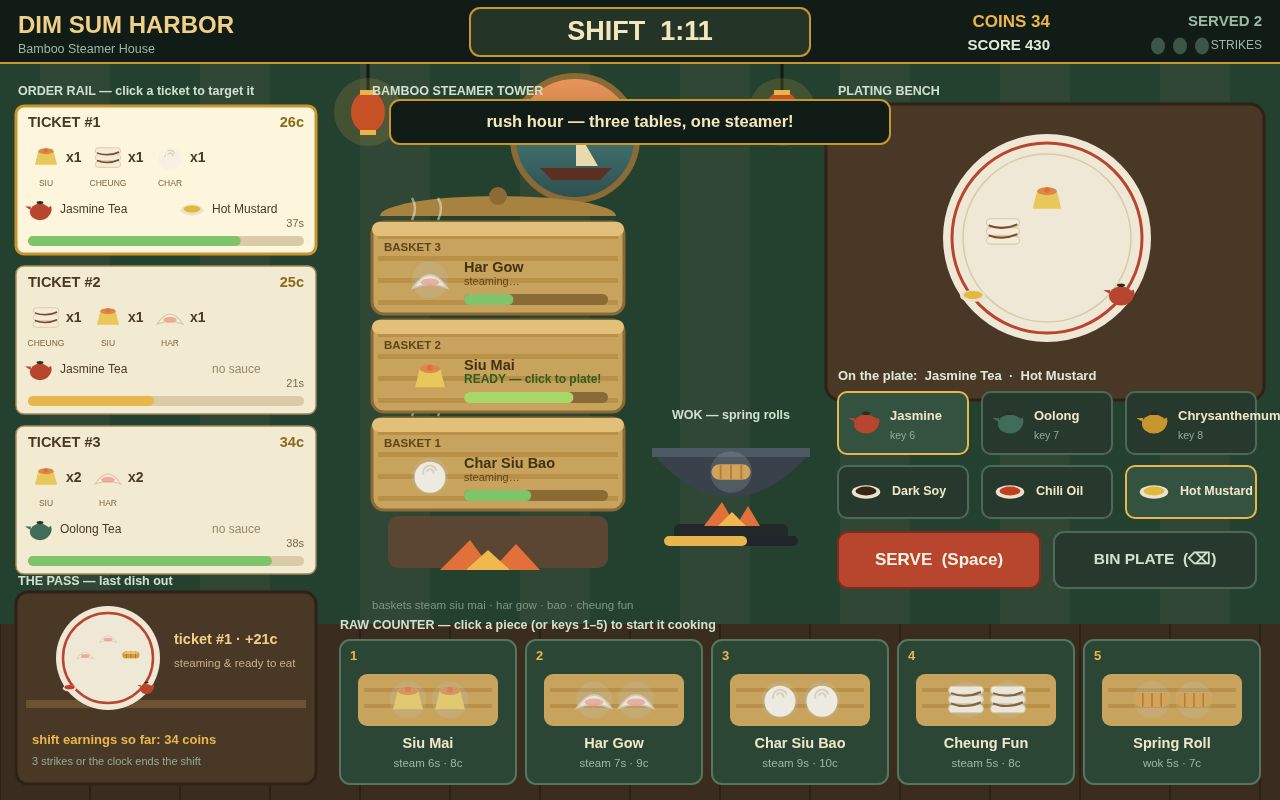 DIM SUM HARBOR
Bamboo Steamer House
SHIFT 1:11
COINS 34
SCORE 430
SERVED 2
STRIKES
ORDER RAIL — click a ticket to target it
TICKET #1 26c
x1 x1 x1
SIU CHEUNG CHAR
Jasmine Tea Hot Mustard
37s
TICKET #2 25c
x1 x1 x1
CHEUNG SIU HAR
Jasmine Tea no sauce
21s
TICKET #3 34c
x2 x2
SIU HAR
Oolong Tea no sauce
38s
THE PASS — last dish out
ticket #1 · +21c
steaming & ready to eat
shift earnings so far: 34 coins
3 strikes or the clock ends the shift
BAMBOO STEAMER TOWER
rush hour — three tables, one steamer!
BASKET 3
Har Gow
steaming…
BASKET 2
Siu Mai
READY — click to plate!
BASKET 1
Char Siu Bao
steaming…
baskets steam siu mai · har gow · bao · cheung fun
WOK — spring rolls
PLATING BENCH
On the plate: Jasmine Tea · Hot Mustard
Jasmine
key 6
Oolong
key 7
Chrysanthemum
key 8
Dark Soy
Chili Oil
Hot Mustard
SERVE (Space)
BIN PLATE (⌫)
RAW COUNTER — click a piece (or keys 1–5) to start it cooking
1
Siu Mai
steam 6s · 8c
2
Har Gow
steam 7s · 9c
3
Char Siu Bao
steam 9s · 10c
4
Cheung Fun
steam 5s · 8c
5
Spring Roll
wok 5s · 7c